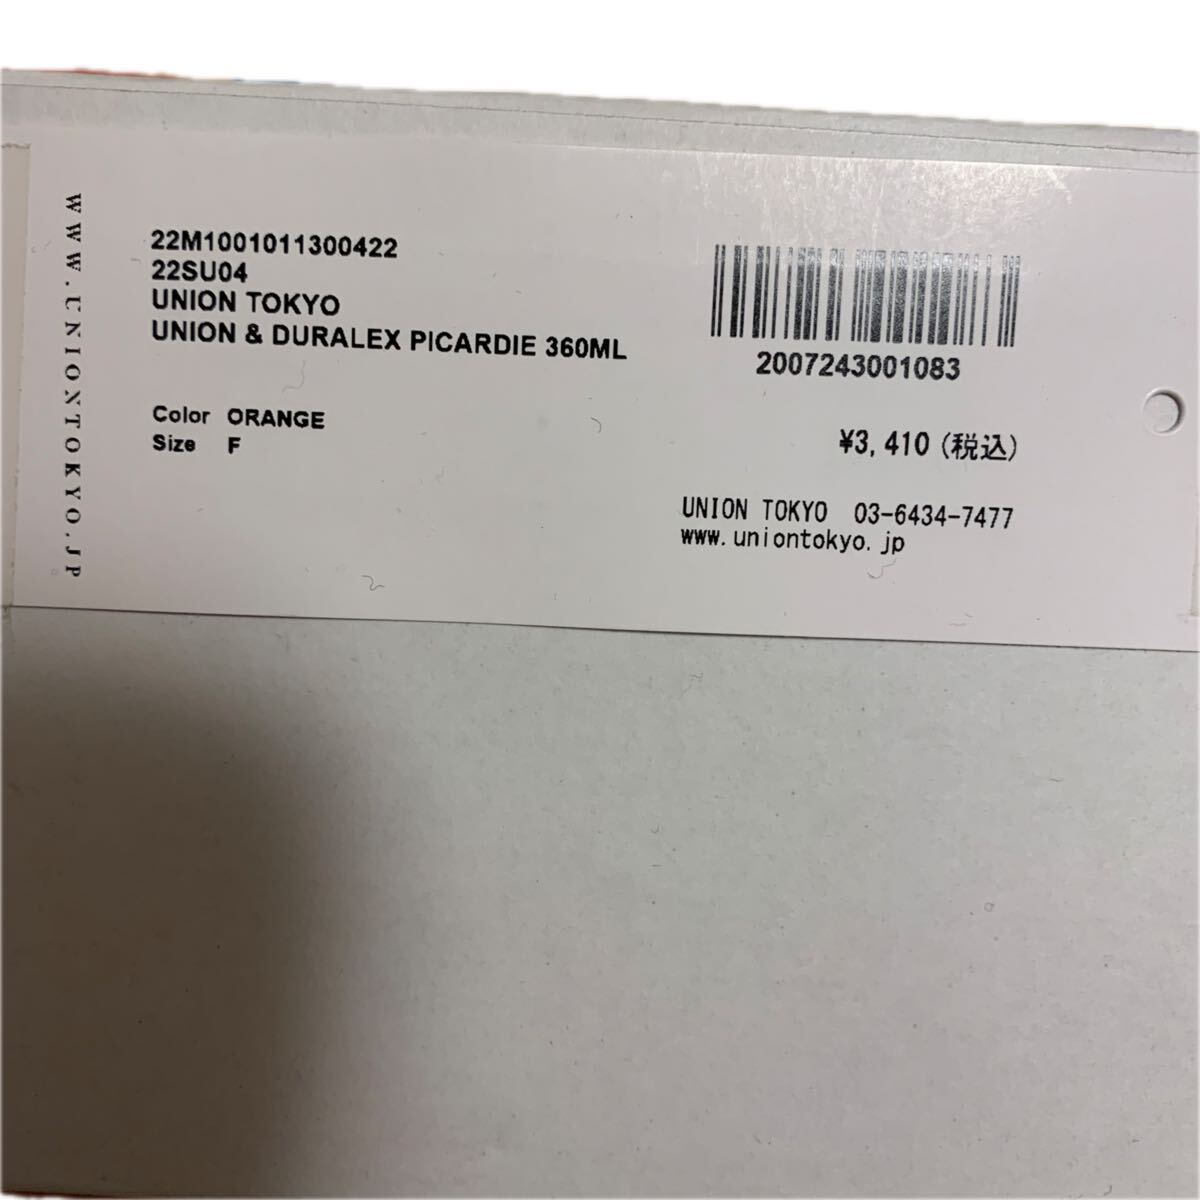 WWW.UNIONTOKYO.JP
22M1001011300422
22SU04
UNION TOKYO
UNION & DURALEX PICARDIE 360ML
Color ORANGE
Size F
2007243001083
¥3,410 (税込)
UNION TOKYO 03-6434-7477
www.uniontokyo.jp